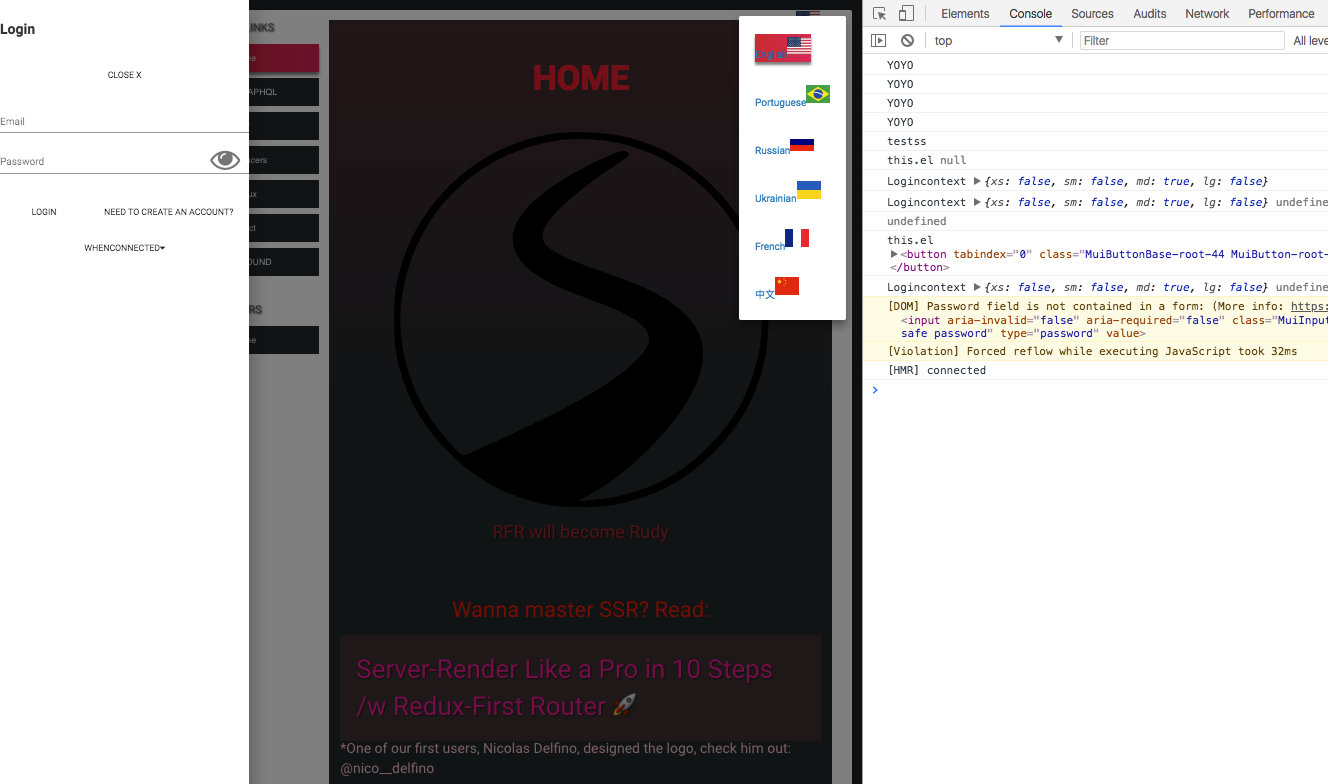 Login
CLOSE X
Email
Password
LOGIN
NEED TO CREATE AN ACCOUNT?
WHENCONNECTED
HOME
RFR will become Rudy
Wanna master SSR? Read:
Server-Render Like a Pro in 10 Steps
/w Redux-First Router 🚀
*One of our first users, Nicolas Delfino, designed the logo, check him out:
@nico__delfino
English
Portuguese
Russian
Ukrainian
French
中文
Elements Console Sources Audits Network Performance
top Filter All leve
YOYO
YOYO
YOYO
YOYO
testss
this.el null
Logincontext ▶{xs: false, sm: false, md: true, lg: false}
Logincontext ▶{xs: false, sm: false, md: true, lg: false} undefine
undefined
this.el
▶<button tabindex="0" class="MuiButtonBase-root-44 MuiButton-root-
</button>
Logincontext ▶{xs: false, sm: false, md: true, lg: false} undefine
[DOM] Password field is not contained in a form: (More info: https:
<input aria-invalid="false" aria-required="false" class="MuiInput
safe password" type="password" value>
[Violation] Forced reflow while executing JavaScript took 32ms
[HMR] connected